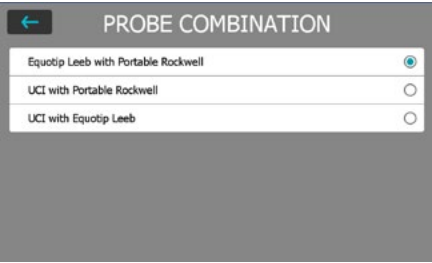 PROBE COMBINATION
Equotip Leeb with Portable Rockwell
UCI with Portable Rockwell
UCI with Equotip Leeb